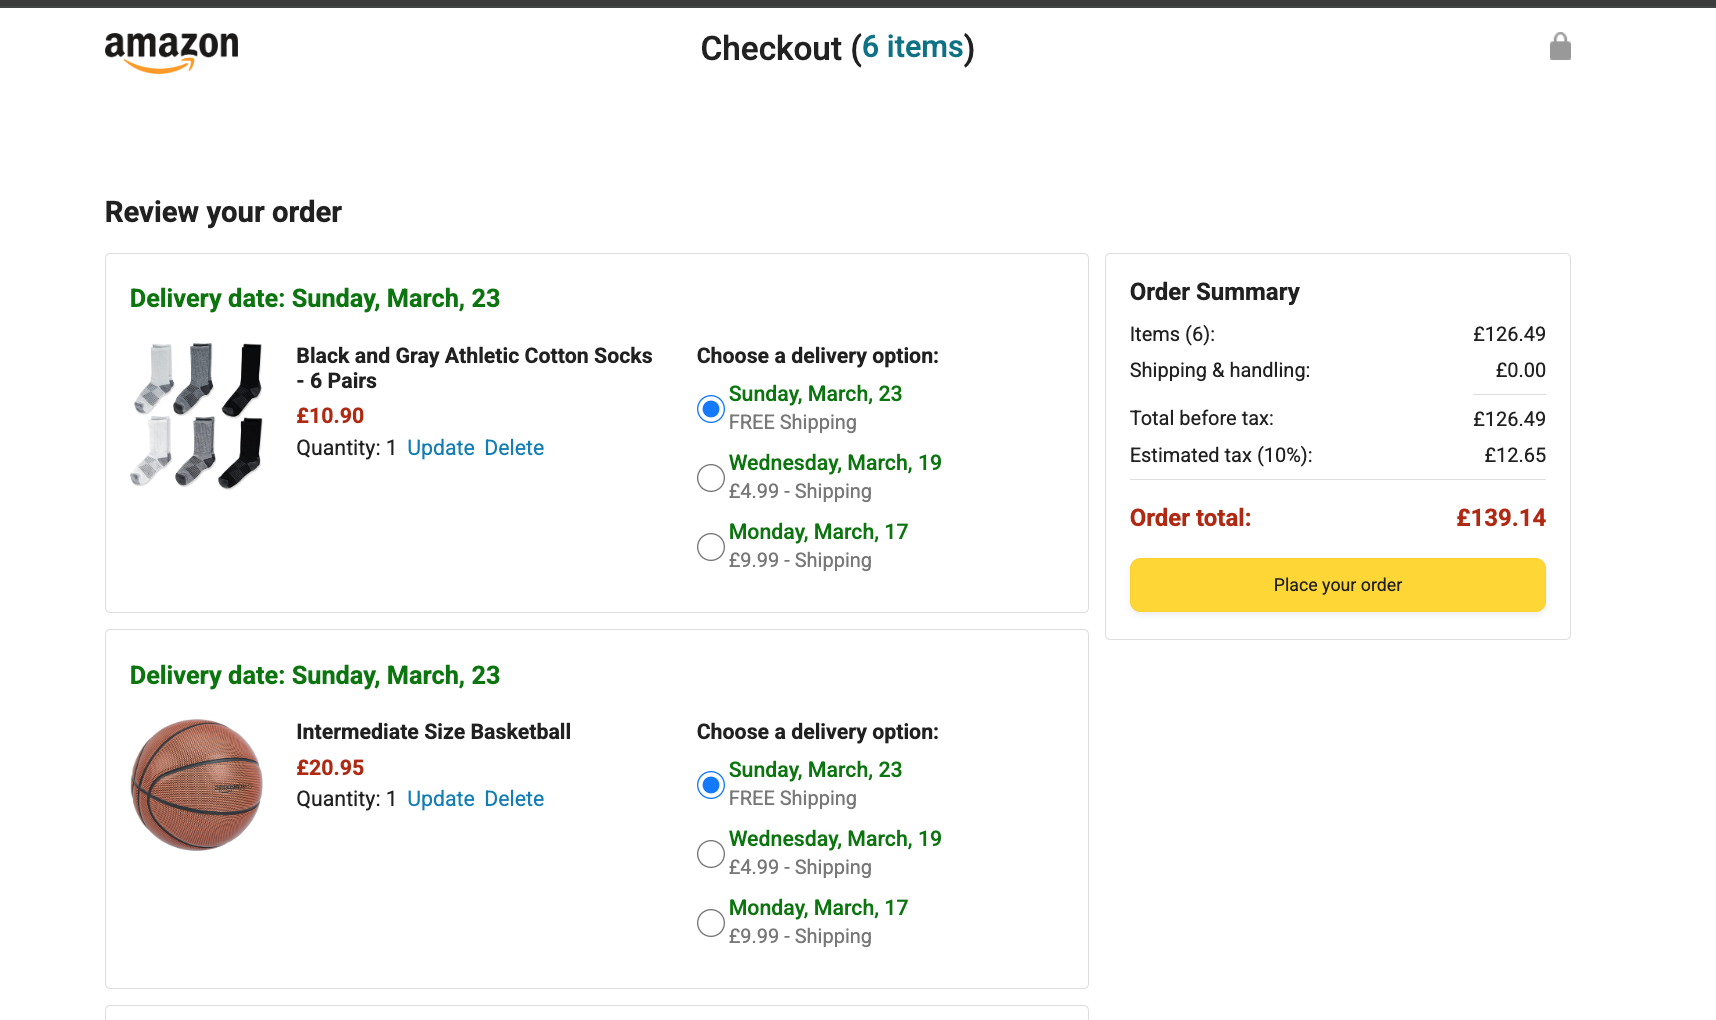 amazon
Checkout (6 items)
Review your order
Delivery date: Sunday, March, 23
Black and Gray Athletic Cotton Socks
- 6 Pairs
£10.90
Quantity: 1 Update Delete
Choose a delivery option:
Sunday, March, 23
FREE Shipping
Wednesday, March, 19
£4.99 - Shipping
Monday, March, 17
£9.99 - Shipping
Delivery date: Sunday, March, 23
Intermediate Size Basketball
£20.95
Quantity: 1 Update Delete
Choose a delivery option:
Sunday, March, 23
FREE Shipping
Wednesday, March, 19
£4.99 - Shipping
Monday, March, 17
£9.99 - Shipping
Order Summary
Items (6): £126.49
Shipping & handling: £0.00
Total before tax: £126.49
Estimated tax (10%): £12.65
Order total: £139.14
Place your order